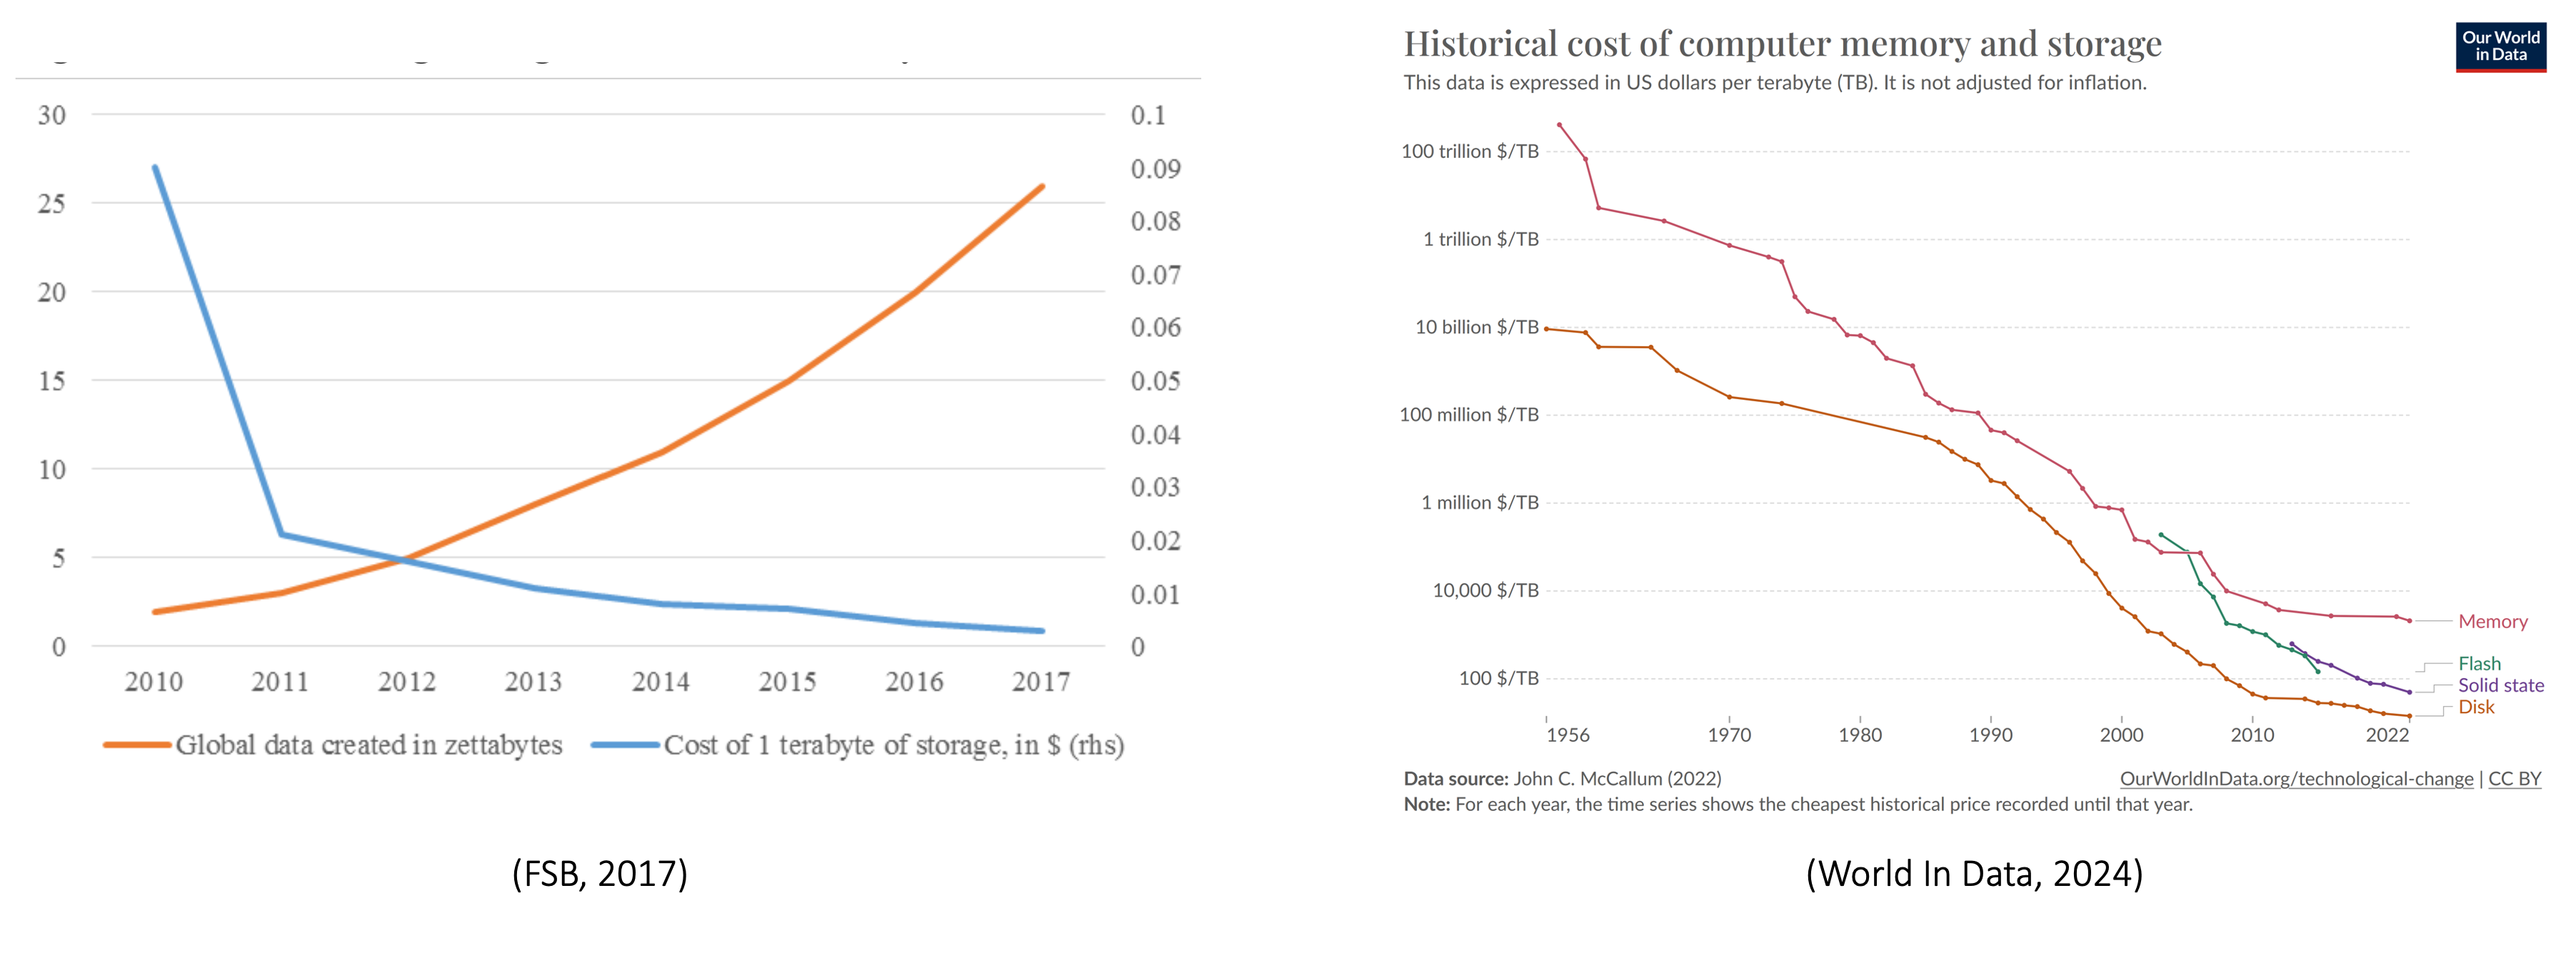 30
25
20
15
10
5
0
0.1
0.09
0.08
0.07
0.06
0.05
0.04
0.03
0.02
0.01
0
2010 2011 2012 2013 2014 2015 2016 2017
Global data created in zettabytes Cost of 1 terabyte of storage, in $ (rhs)
(FSB, 2017)
Historical cost of computer memory and storage
This data is expressed in US dollars per terabyte (TB). It is not adjusted for inflation.
Our World
in Data
100 trillion $/TB
1 trillion $/TB
10 billion $/TB
100 million $/TB
1 million $/TB
10,000 $/TB
100 $/TB
Memory
Flash
Solid state
Disk
1956 1970 1980 1990 2000 2010 2022
Data source: John C. McCallum (2022)
OurWorldInData.org/technological-change | CC BY
Note: For each year, the time series shows the cheapest historical price recorded until that year.
(World In Data, 2024)